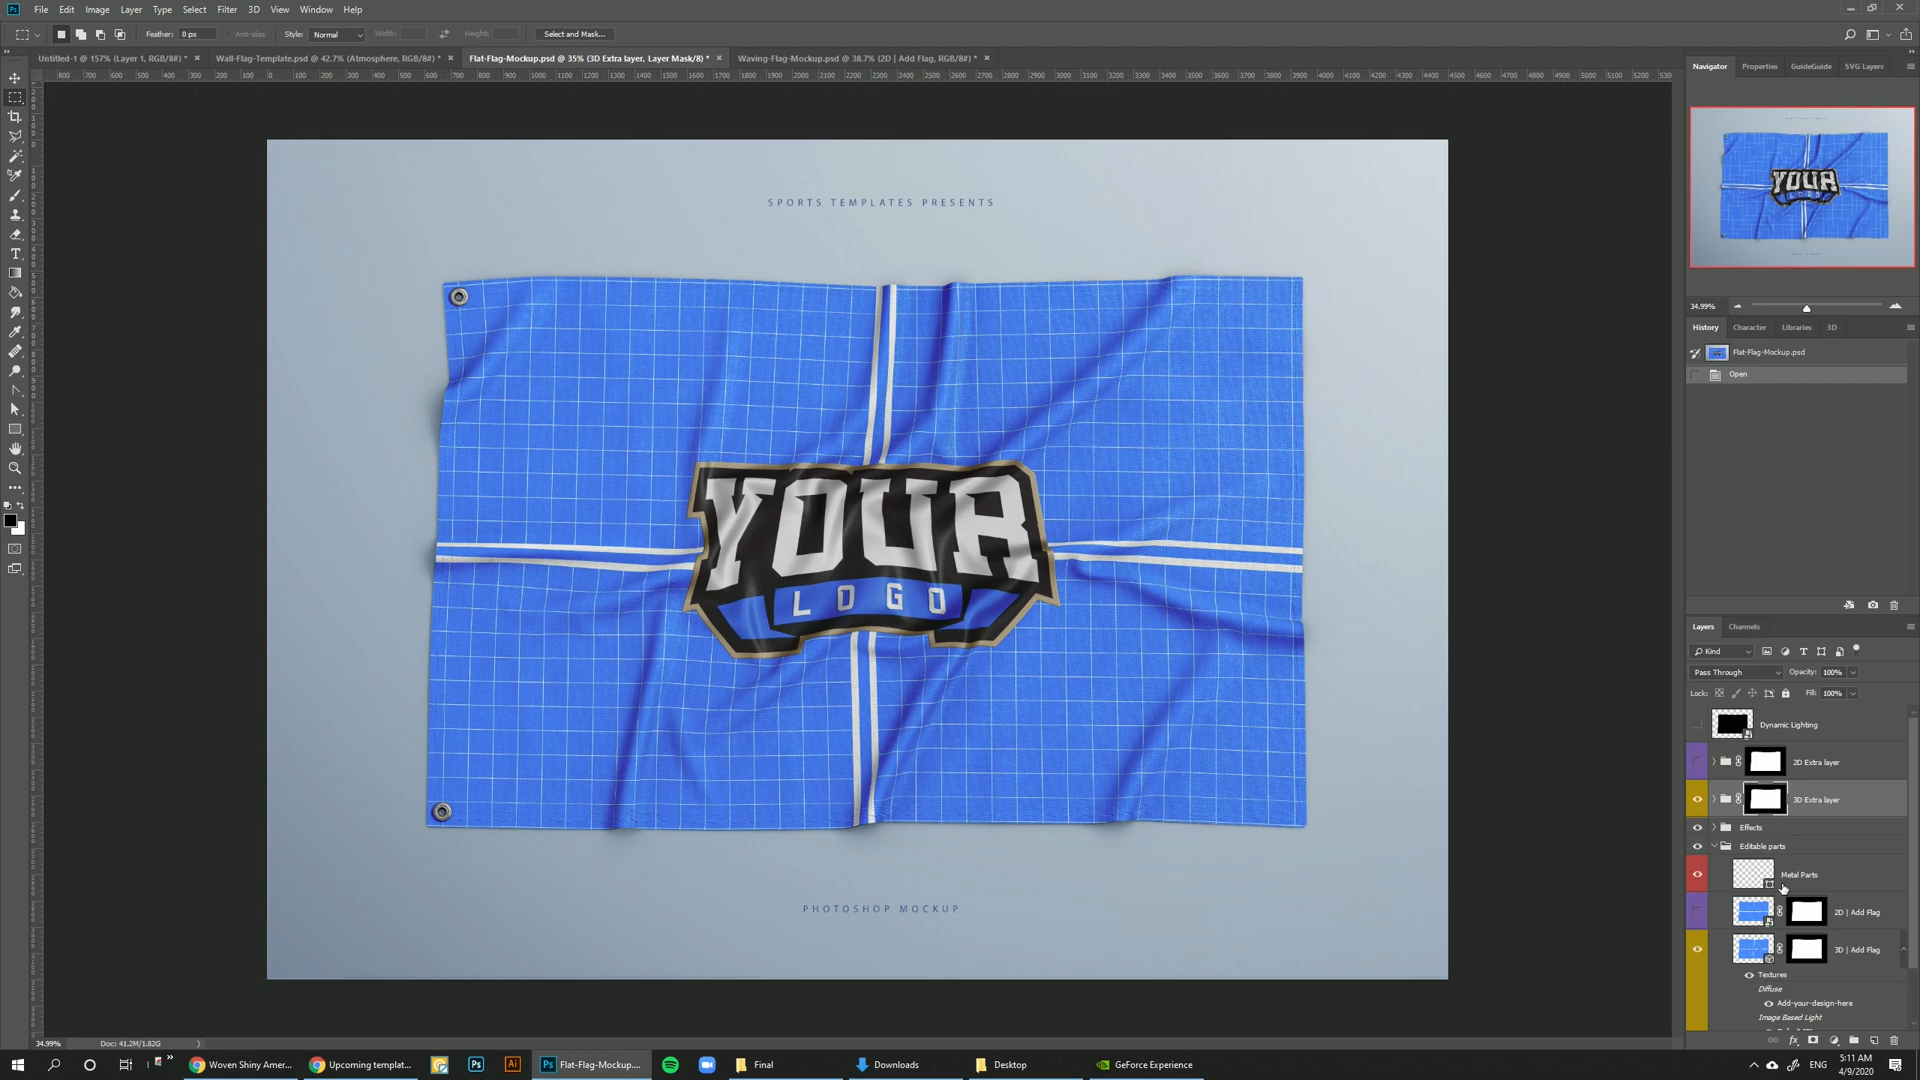 File Edit Image Layer Type Select Filter 3D View Window Help
Feather: 0 px Anti-alias Style: Normal Width: Height: Select and Mask...
Untitled-1 @ 157% (Layer 1, RGB/8#) * × Wall-Flag-Template.psd @ 42.7% (Atmosphere, RGB/8#) * × Flat-Flag-Mockup.psd @ 35% (3D Extra layer, Layer Mask/8) * × Waving-Flag-Mockup.psd @ 38.7% (2D | Add Flag, RGB/8#) * ×
SPORTS TEMPLATES PRESENTS
YOUR
LOGO
PHOTOSHOP MOCKUP
Navigator Properties GuideGuide SVG Layers
34.99%
History Character Libraries 3D
Flat-Flag-Mockup.psd
Open
Layers Channels
Kind
Pass Through Opacity: 100%
Lock: Fill: 100%
Dynamic Lighting
2D Extra layer
3D Extra layer
Effects
Editable parts
Metal Parts
2D | Add Flag
3D | Add Flag
Textures
Diffuse
Add-your-design-here
Image Based Light
34.99% Doc: 41.2M/1.82G
Woven Shiny Amer... Upcoming templat... Flat-Flag-Mockup.... Final Downloads Desktop GeForce Experience ENG 5:11 AM
4/9/2020